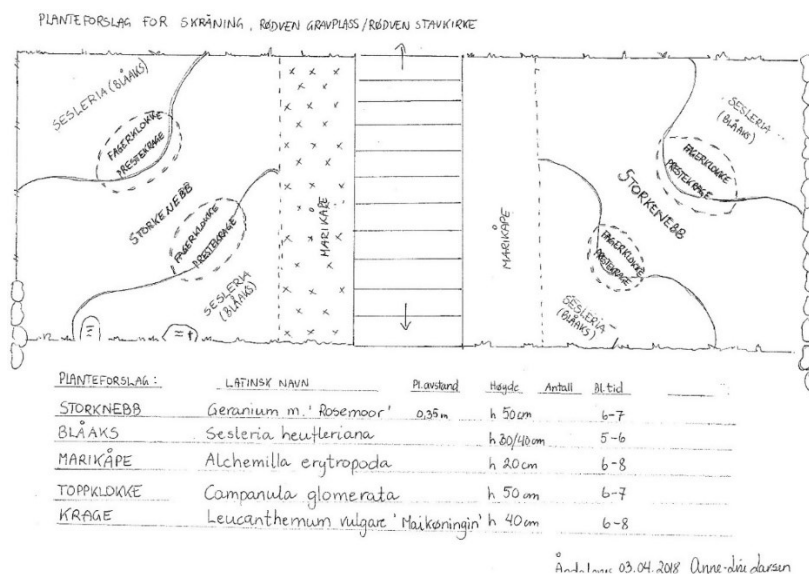 PLANTEFORSLAG FOR SKRÅNING, RØDVEN GRAVPLASS/RØDVEN STAVKIRKE
SESLERIA (BLÅAKS)
FAGERKLOKKE
PRESTEKRAGE
STORKENEBB
FAGERKLOKKE
PRESTEKRAGE
SESLERIA
(BLÅAKS)
MARIKÅPE
MARIKÅPE
SESLERIA
(BLÅAKS)
FAGERKLOKKE
PRESTEKRAGE
STORKENEBB
FAGERKLOKKE
PRESTEKRAGE
SESLERIA
(BLÅAKS)
PLANTEFORSLAG: LATINSK NAVN Pl.avstand Høyde Antall Bl.tid
STORKNEBB Geranium m. 'Rosemoor' 0,35m h 50cm 6-7
BLÅAKS Sesleria heufleriana h 30/40cm 5-6
MARIKÅPE Alchemilla erytropoda h 20cm 6-8
TOPPKLOKKE Campanula glomerata h 50cm 6-7
KRAGE Leucanthemum vulgare 'Maikøningin' h 40cm 6-8
Åndalsnes 03.04.2018 Anne-Line Larsen